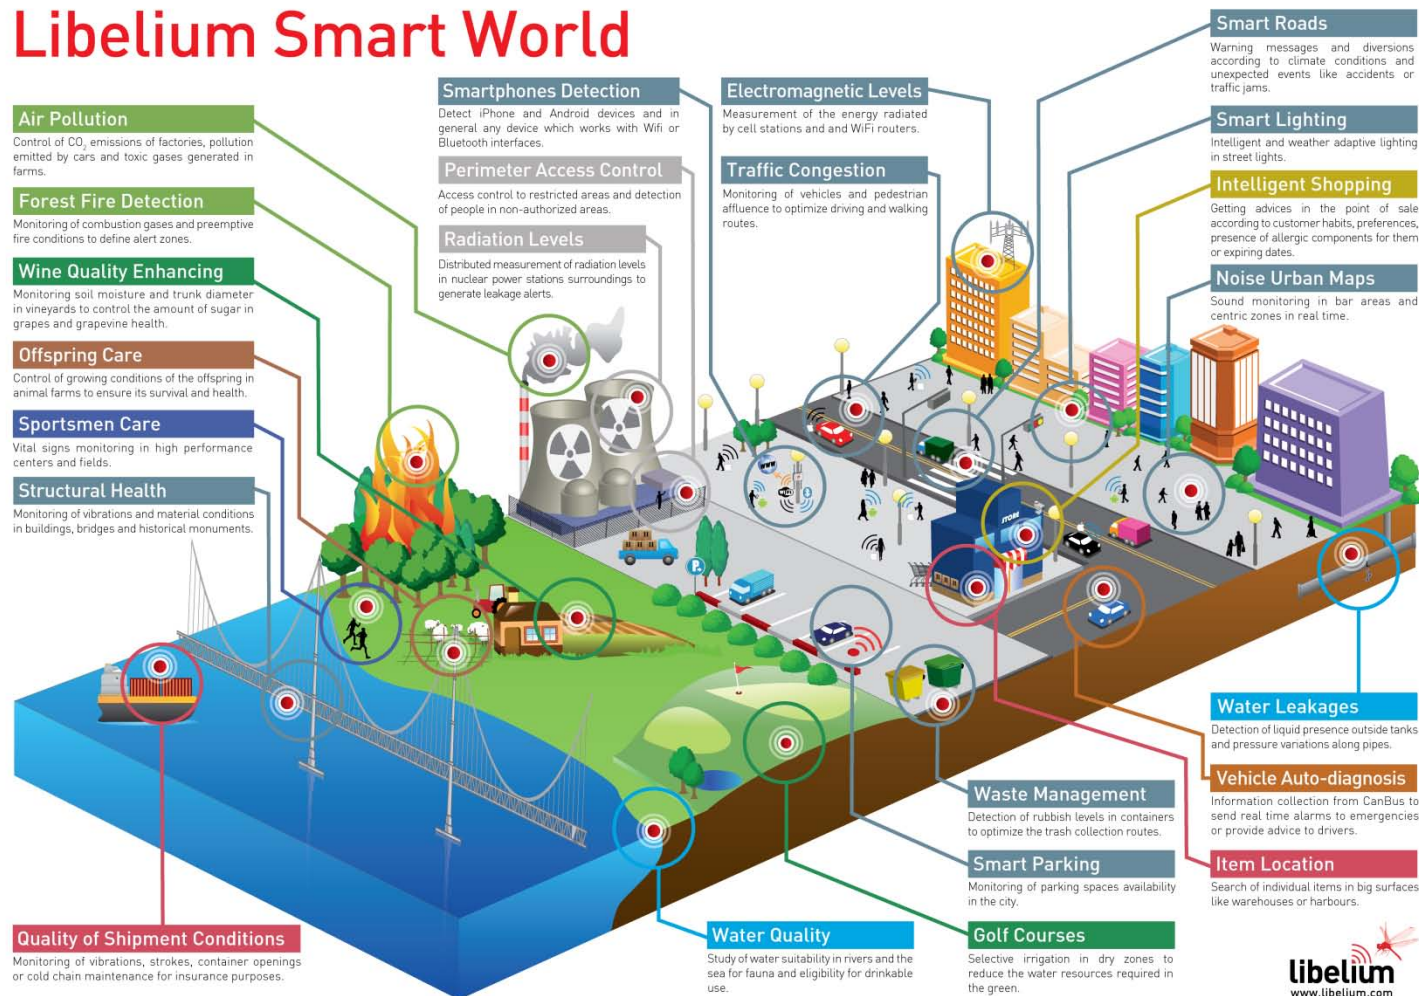 Libelium Smart World
Air Pollution
Control of CO2 emissions of factories, pollution
emitted by cars and toxic gases generated in
farms.
Forest Fire Detection
Monitoring of combustion gases and preemptive
fire conditions to define alert zones.
Wine Quality Enhancing
Monitoring soil moisture and trunk diameter
in vineyards to control the amount of sugar in
grapes and grapevine health.
Offspring Care
Control of growing conditions of the offspring in
animal farms to ensure its survival and health.
Sportsmen Care
Vital signs monitoring in high performance
centers and fields.
Structural Health
Monitoring of vibrations and material conditions
in buildings, bridges and historical monuments.
Quality of Shipment Conditions
Monitoring of vibrations, strokes, container openings
or cold chain maintenance for insurance purposes.
Smartphones Detection
Detect iPhone and Android devices and in
general any device which works with Wifi or
Bluetooth interfaces.
Perimeter Access Control
Access control to restricted areas and detection
of people in non-authorized areas.
Radiation Levels
Distributed measurement of radiation levels
in nuclear power stations surroundings to
generate leakage alerts.
Electromagnetic Levels
Measurement of the energy radiated
by cell stations and and WiFi routers.
Traffic Congestion
Monitoring of vehicles and pedestrian
affluence to optimize driving and walking
routes.
Smart Roads
Warning messages and diversions
according to climate conditions and
unexpected events like accidents or
traffic jams.
Smart Lighting
Intelligent and weather adaptive lighting
in street lights.
Intelligent Shopping
Getting advices in the point of sale
according to customer habits, preferences,
presence of allergic components for them
or expiring dates.
Noise Urban Maps
Sound monitoring in bar areas and
centric zones in real time.
www
STORE
P
Water Leakages
Detection of liquid presence outside tanks
and pressure variations along pipes.
Vehicle Auto-diagnosis
Information collection from CanBus to
send real time alarms to emergencies
or provide advice to drivers.
Item Location
Search of individual items in big surfaces
like warehouses or harbours.
Waste Management
Detection of rubbish levels in containers
to optimize the trash collection routes.
Smart Parking
Monitoring of parking spaces availability
in the city.
Golf Courses
Selective irrigation in dry zones to
reduce the water resources required in
the green.
Water Quality
Study of water suitability in rivers and the
sea for fauna and eligibility for drinkable
use.
libelium
www.libelium.com